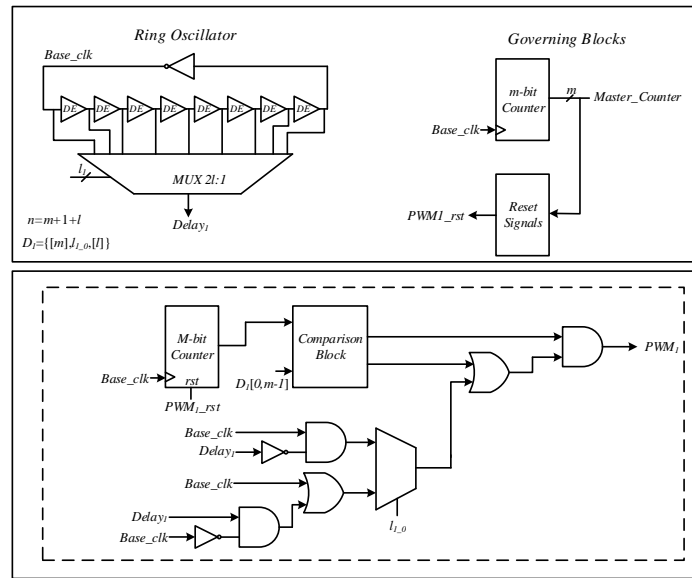 Ring Oscillator
Governing Blocks
Base_clk
DE DE DE DE DE DE DE DE
m-bit
Counter
m
Master_Counter
Base_clk
l1
MUX 2l:1
Delay1
n=m+1+l
D1={[m],l1_0,[l]}
Reset
Signals
PWM1_rst
M-bit
Counter
rst
Base_clk
PWM1_rst
Comparison
Block
D1[0,m-1]
PWM1
Base_clk
Delay1
Base_clk
Delay1
Base_clk
l1_0